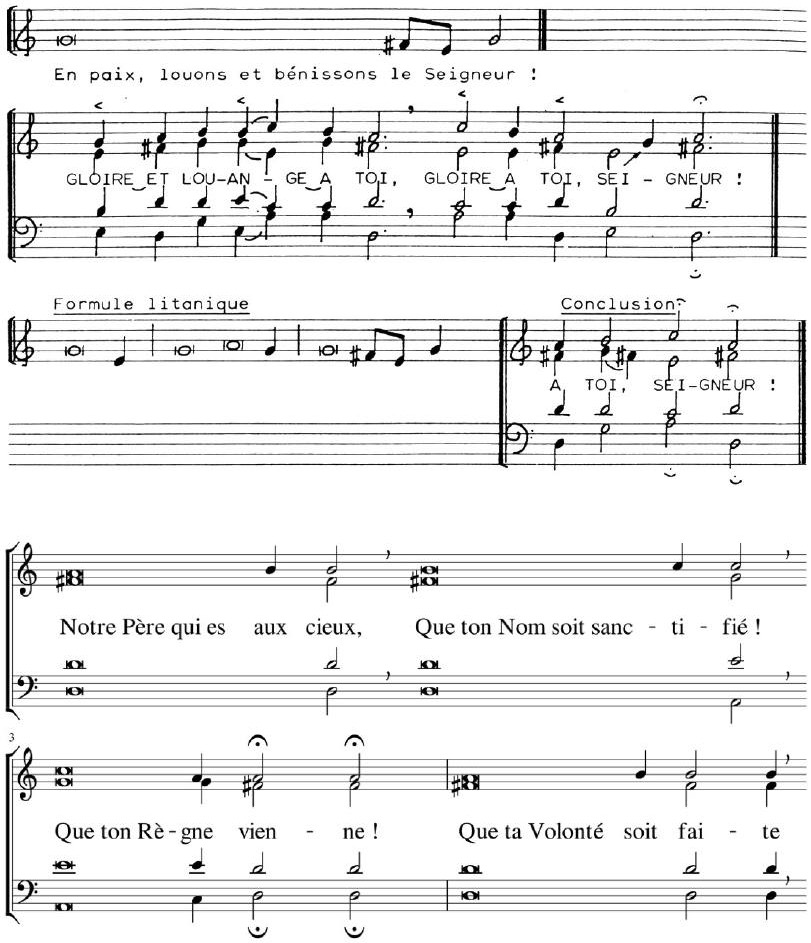 En paix, louons et bénissons le Seigneur !
GLOIRE ET LOU-AN - GE A TOI, GLOIRE A TOI, SEI - GNEUR !
Formule litanique
Conclusion
A TOI, SEI-GNEUR !
Notre Père qui es aux cieux, Que ton Nom soit sanc - ti - fié !
3
Que ton Rè - gne vien - ne ! Que ta Volonté soit fai - te